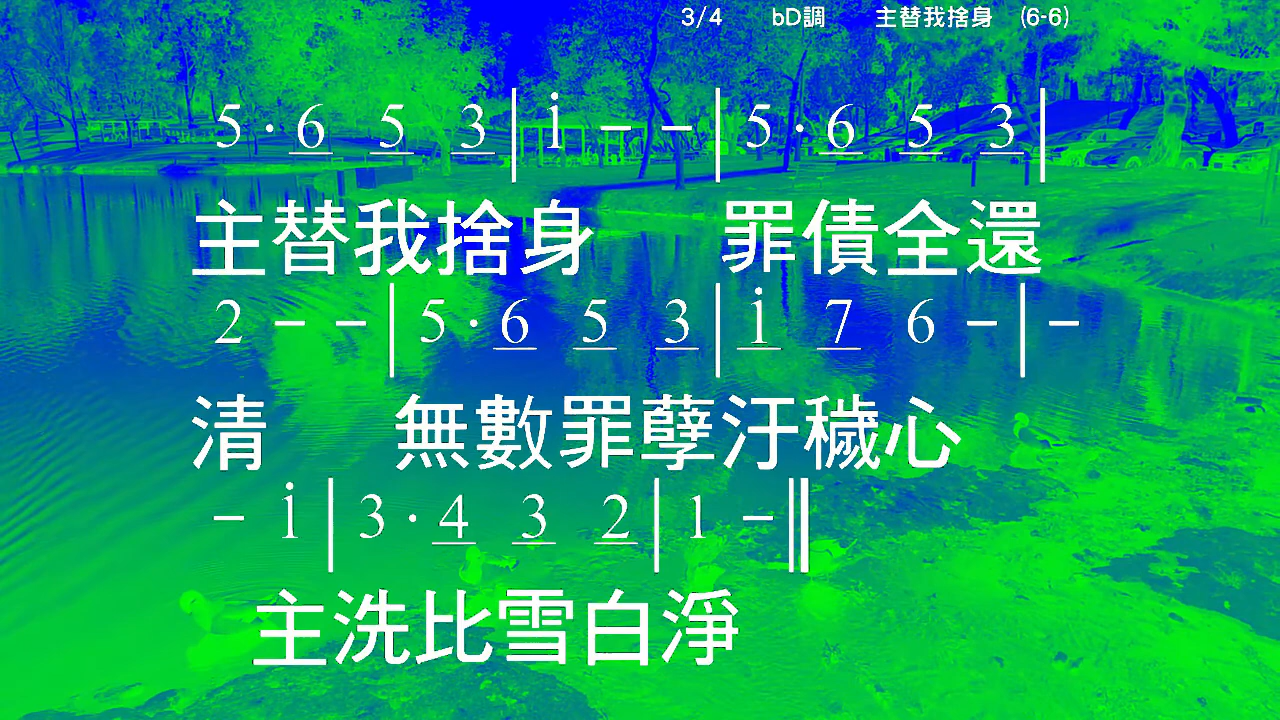 3/4 bD調 主替我捨身 (6-6)
5 · 6 5 3 | i - - | 5 · 6 5 3 |
主替我捨身 罪債全還
2 - - | 5 · 6 5 3 | i 7 6 - | -
清 無數罪孽汙穢心
- i | 3 · 4 3 2 | 1 - ‖
主洗比雪白淨